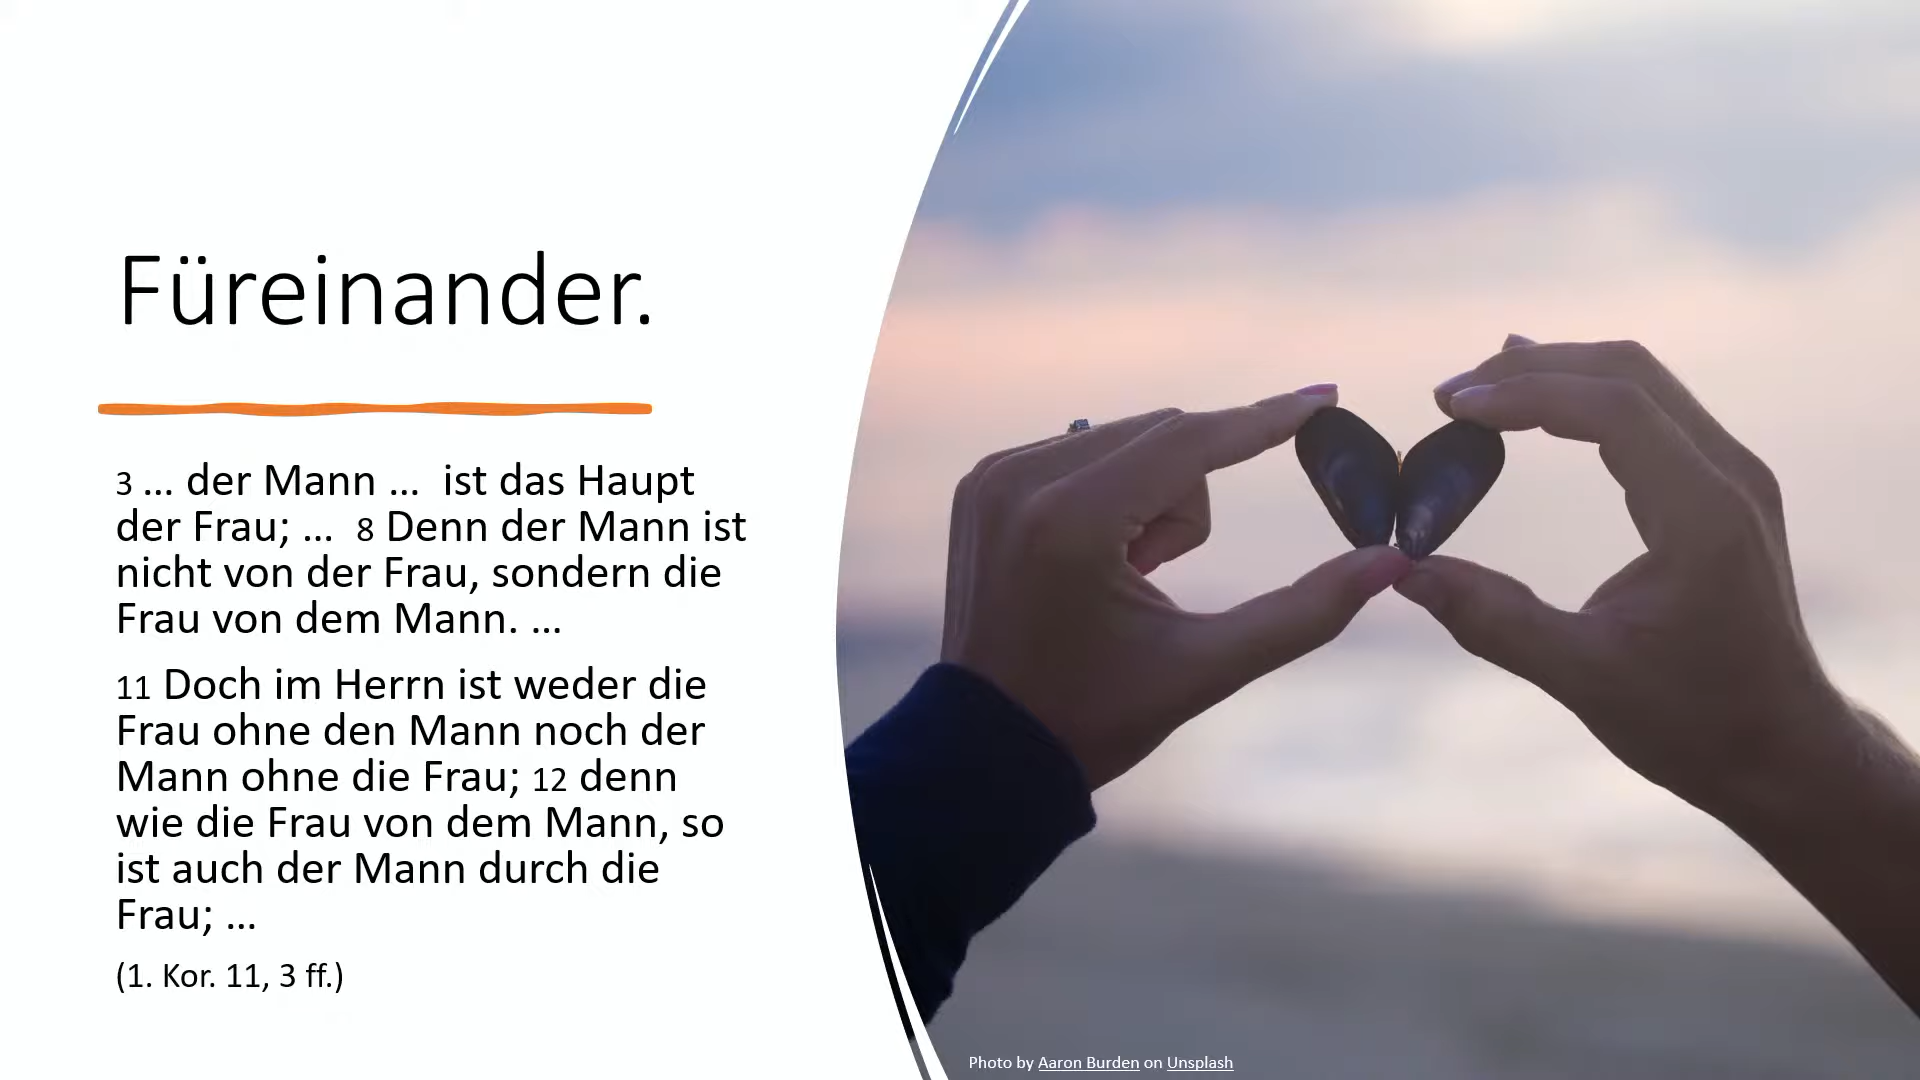 Füreinander.
3 ... der Mann ... ist das Haupt
der Frau; ... 8 Denn der Mann ist
nicht von der Frau, sondern die
Frau von dem Mann. ...
11 Doch im Herrn ist weder die
Frau ohne den Mann noch der
Mann ohne die Frau; 12 denn
wie die Frau von dem Mann, so
ist auch der Mann durch die
Frau; ...
(1. Kor. 11, 3 ff.)
Photo by Aaron Burden on Unsplash